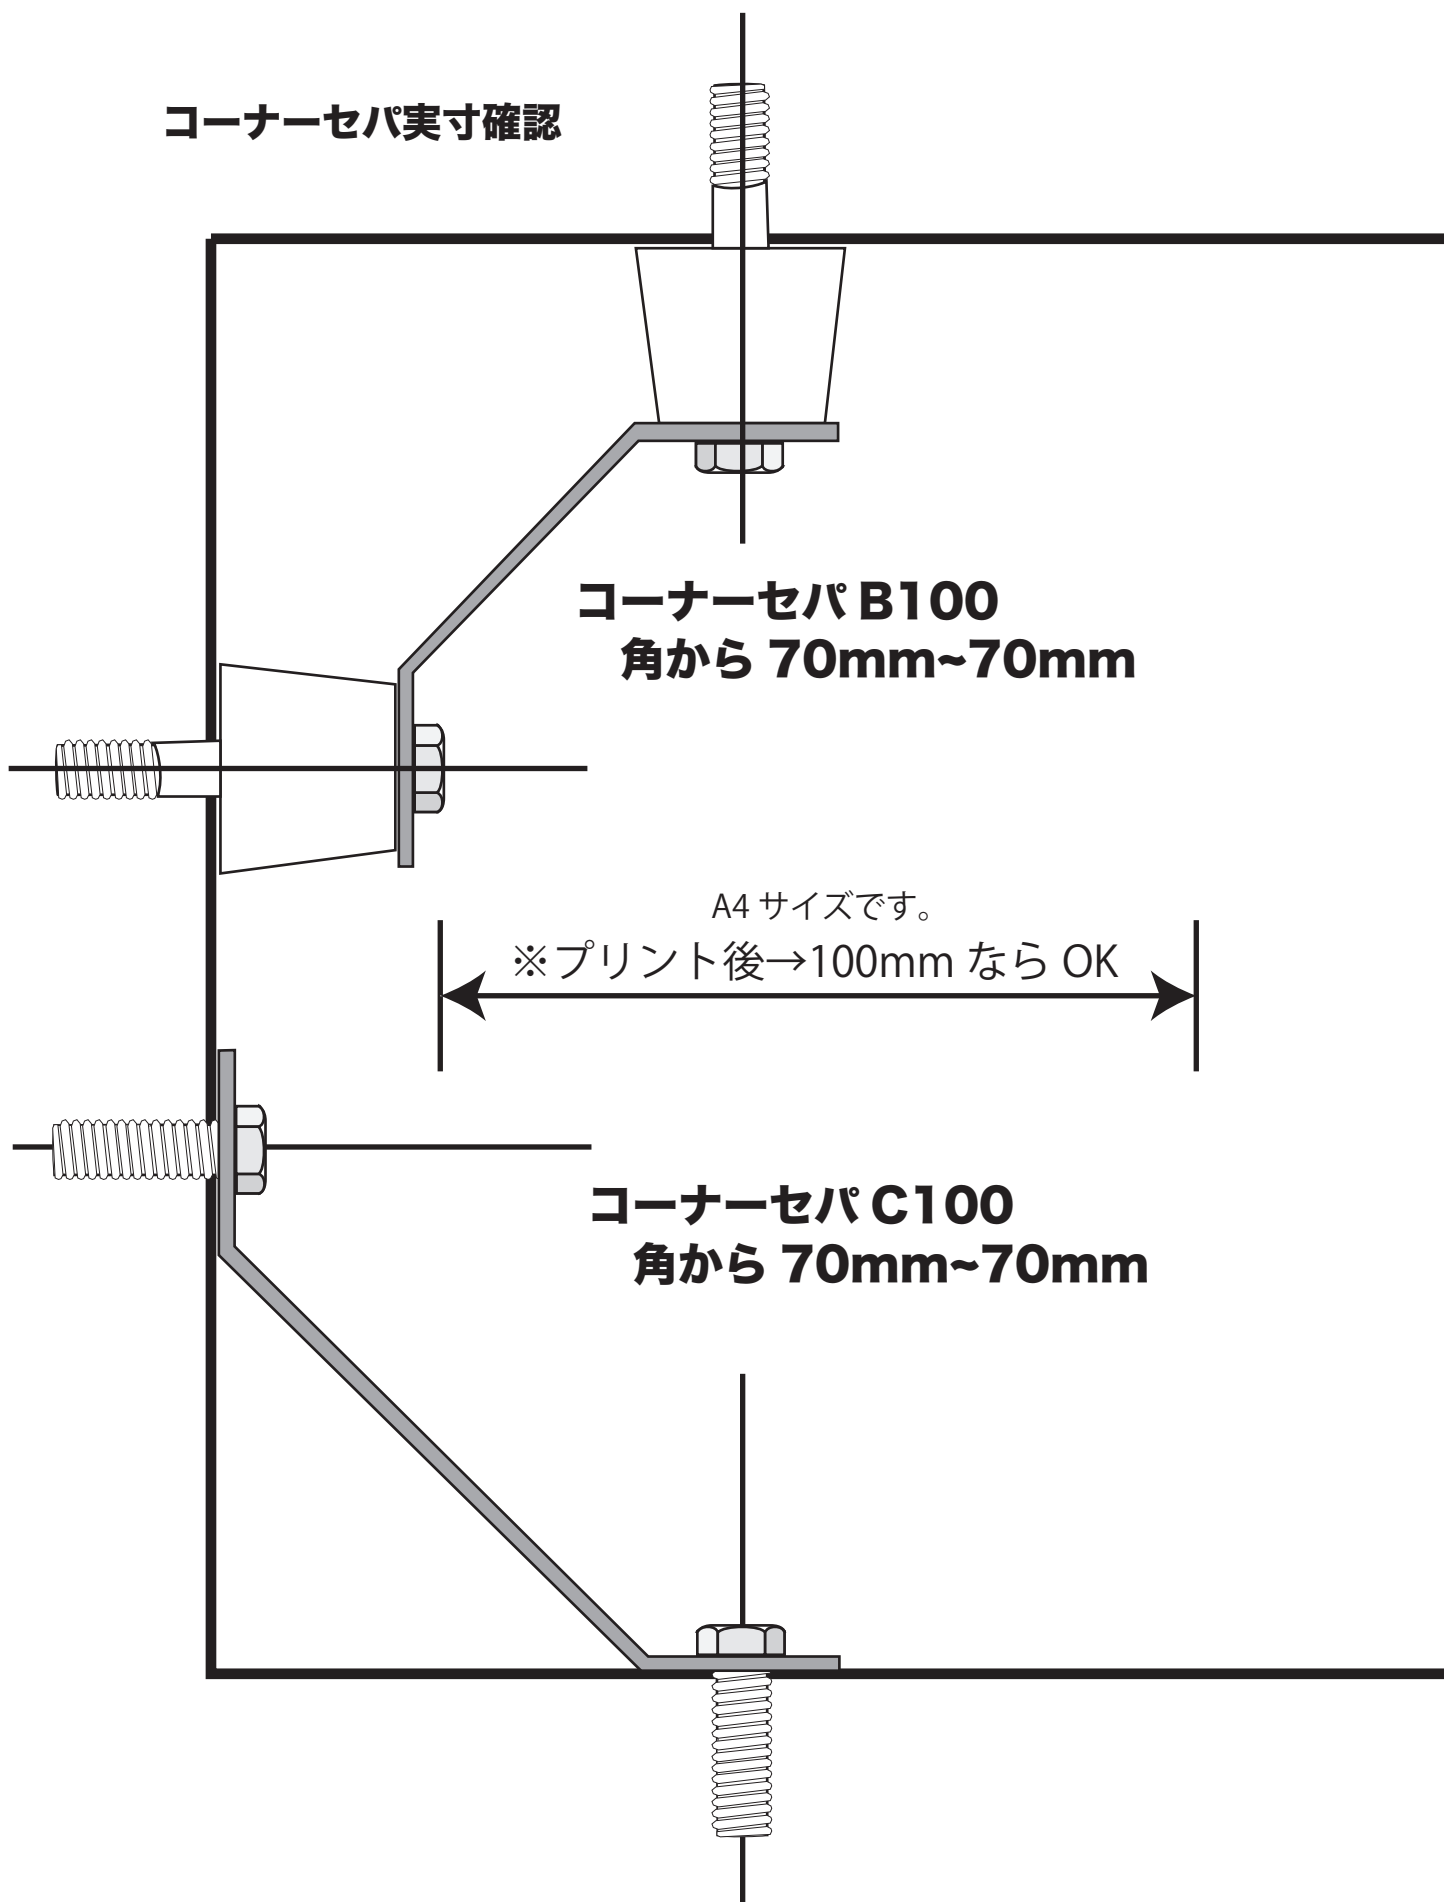 コーナーセパ実寸確認
コーナーセパ B100
角から 70mm~70mm
A4 サイズです。
※プリント後→100mm なら OK
コーナーセパ C100
角から 70mm~70mm